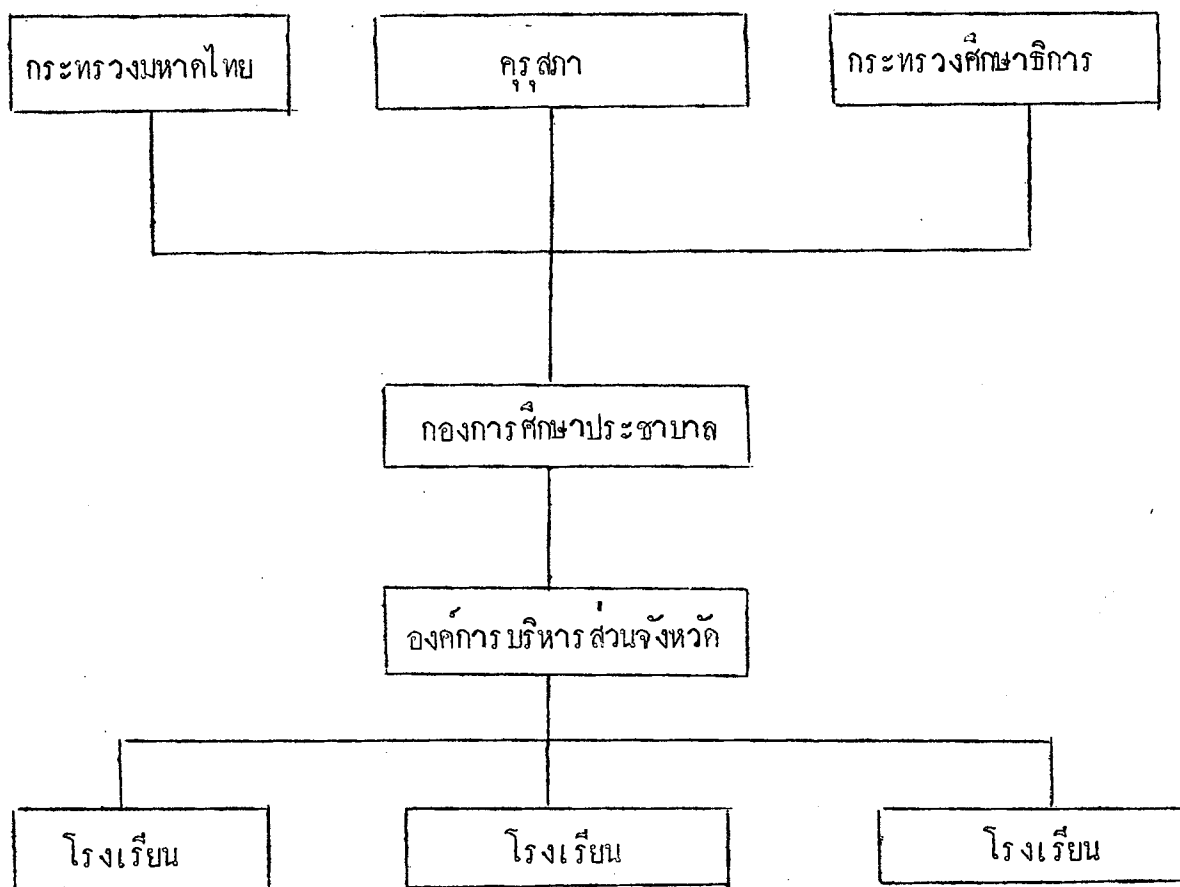 กระทรวงมหาดไทย
คุรุสภา
กระทรวงศึกษาธิการ
กองการศึกษาประชาบาล
องค์การบริหารส่วนจังหวัด
โรงเรียน
โรงเรียน
โรงเรียน